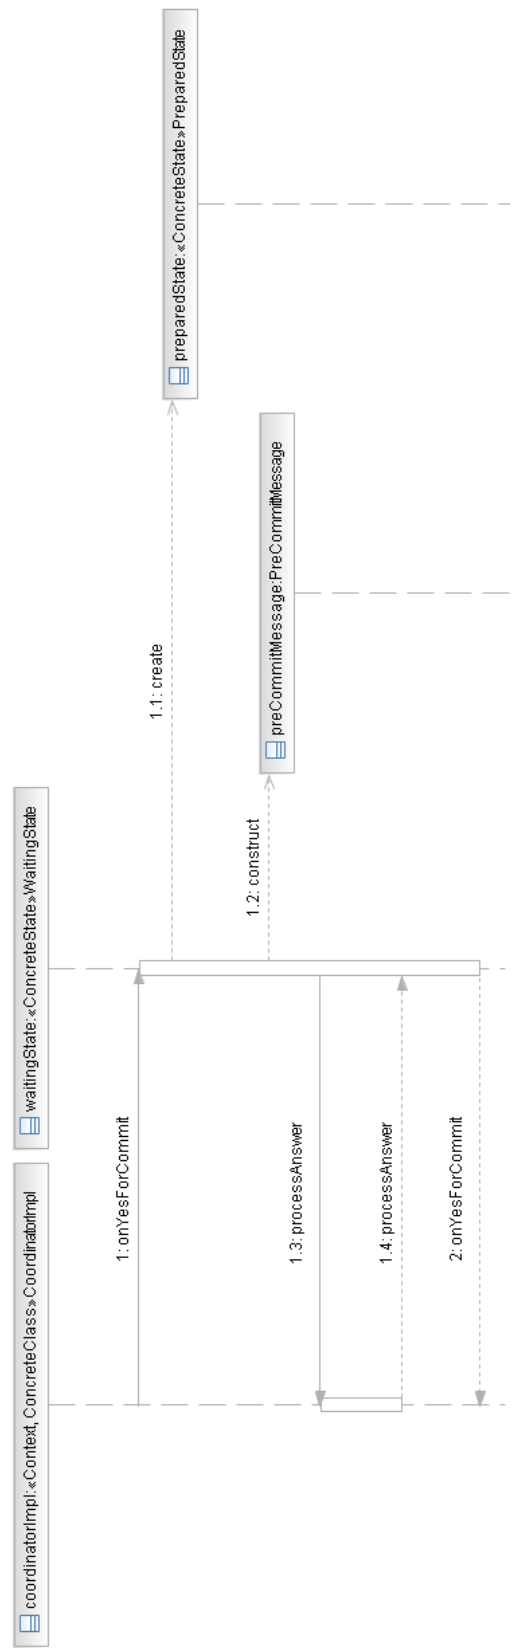 coordinatorImpl:«Context, ConcreteClass»CoordinatorImpl
waitingState:«ConcreteState»WaitingState
preCommitMessage:PreCommitMessage
preparedState:«ConcreteState»PreparedState
1: onYesForCommit
1.1: create
1.2: construct
1.3: processAnswer
1.4: processAnswer
2: onYesForCommit